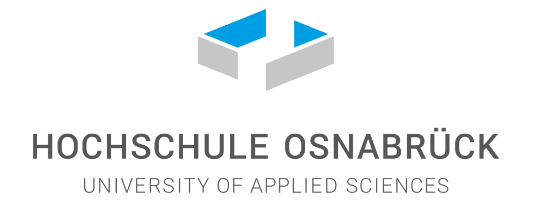 HOCHSCHULE OSNABRÜCK
UNIVERSITY OF APPLIED SCIENCES